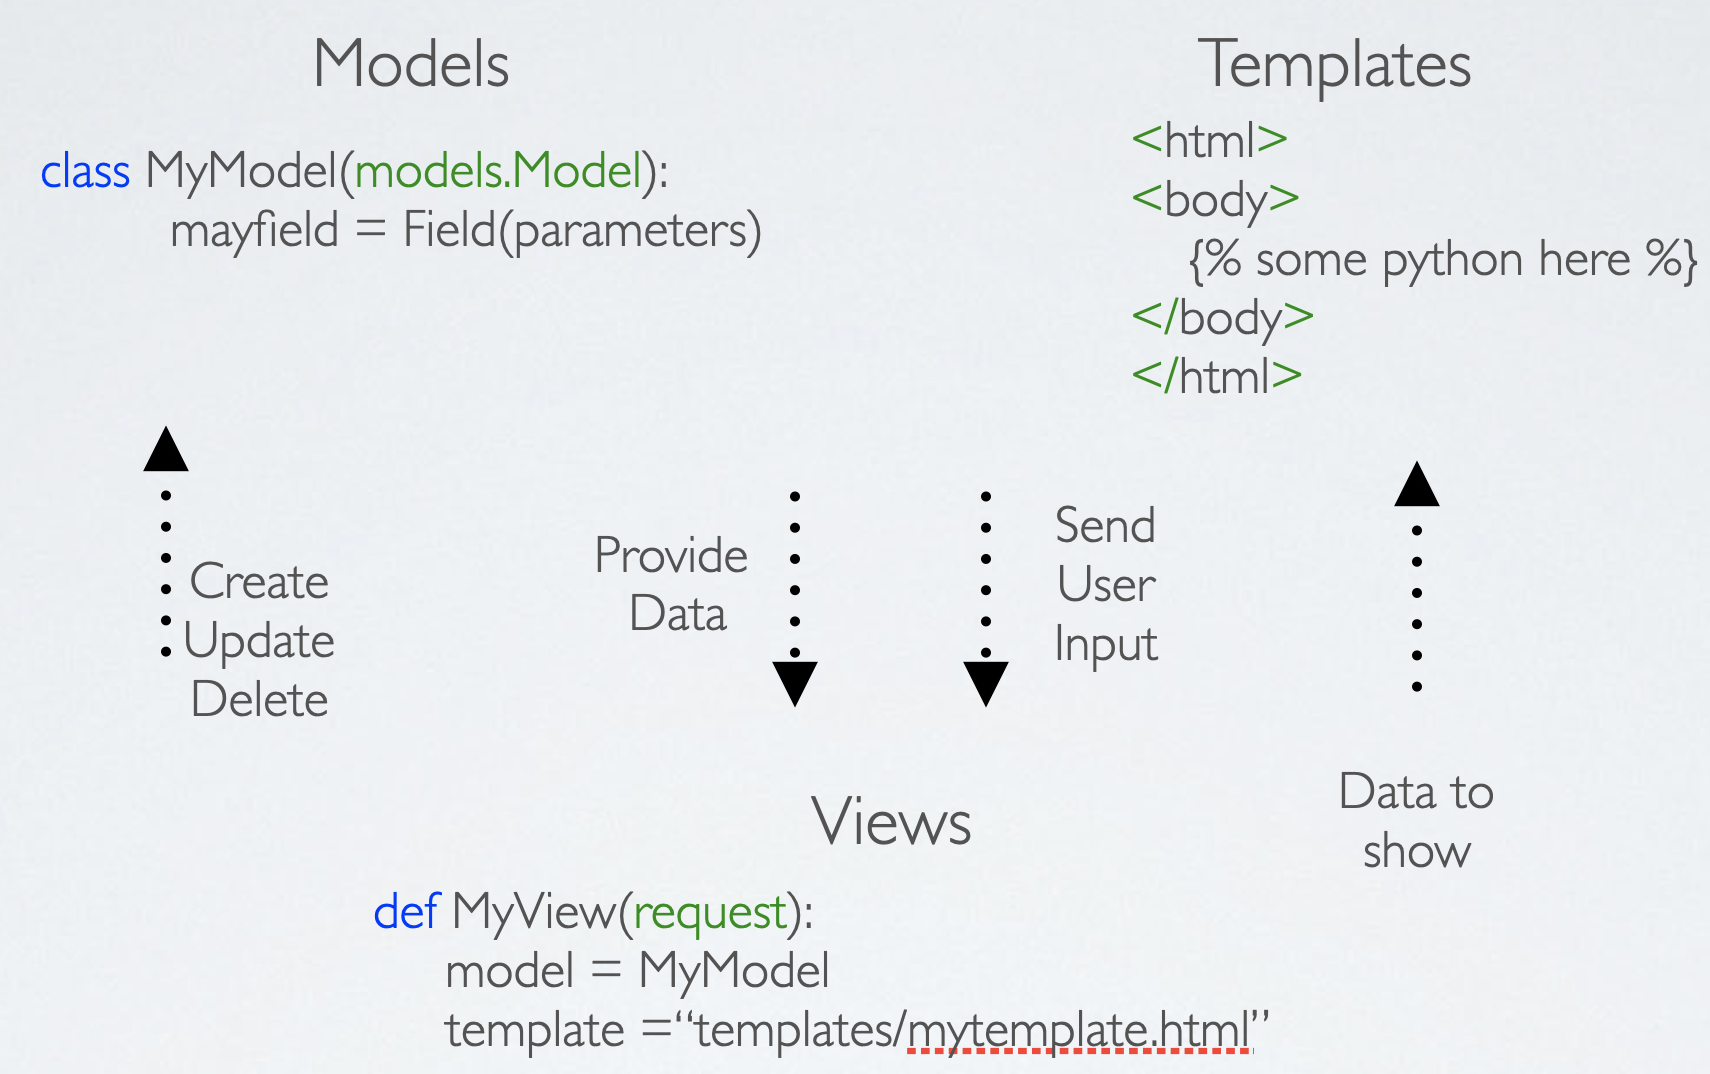 Models
class MyModel(models.Model):
mayfield = Field(parameters)
Templates
<html>
<body>
{% some python here %}
</body>
</html>
Create
Update
Delete
Provide
Data
Send
User
Input
Data to
show
Views
def MyView(request):
model = MyModel
template =“templates/mytemplate.html”